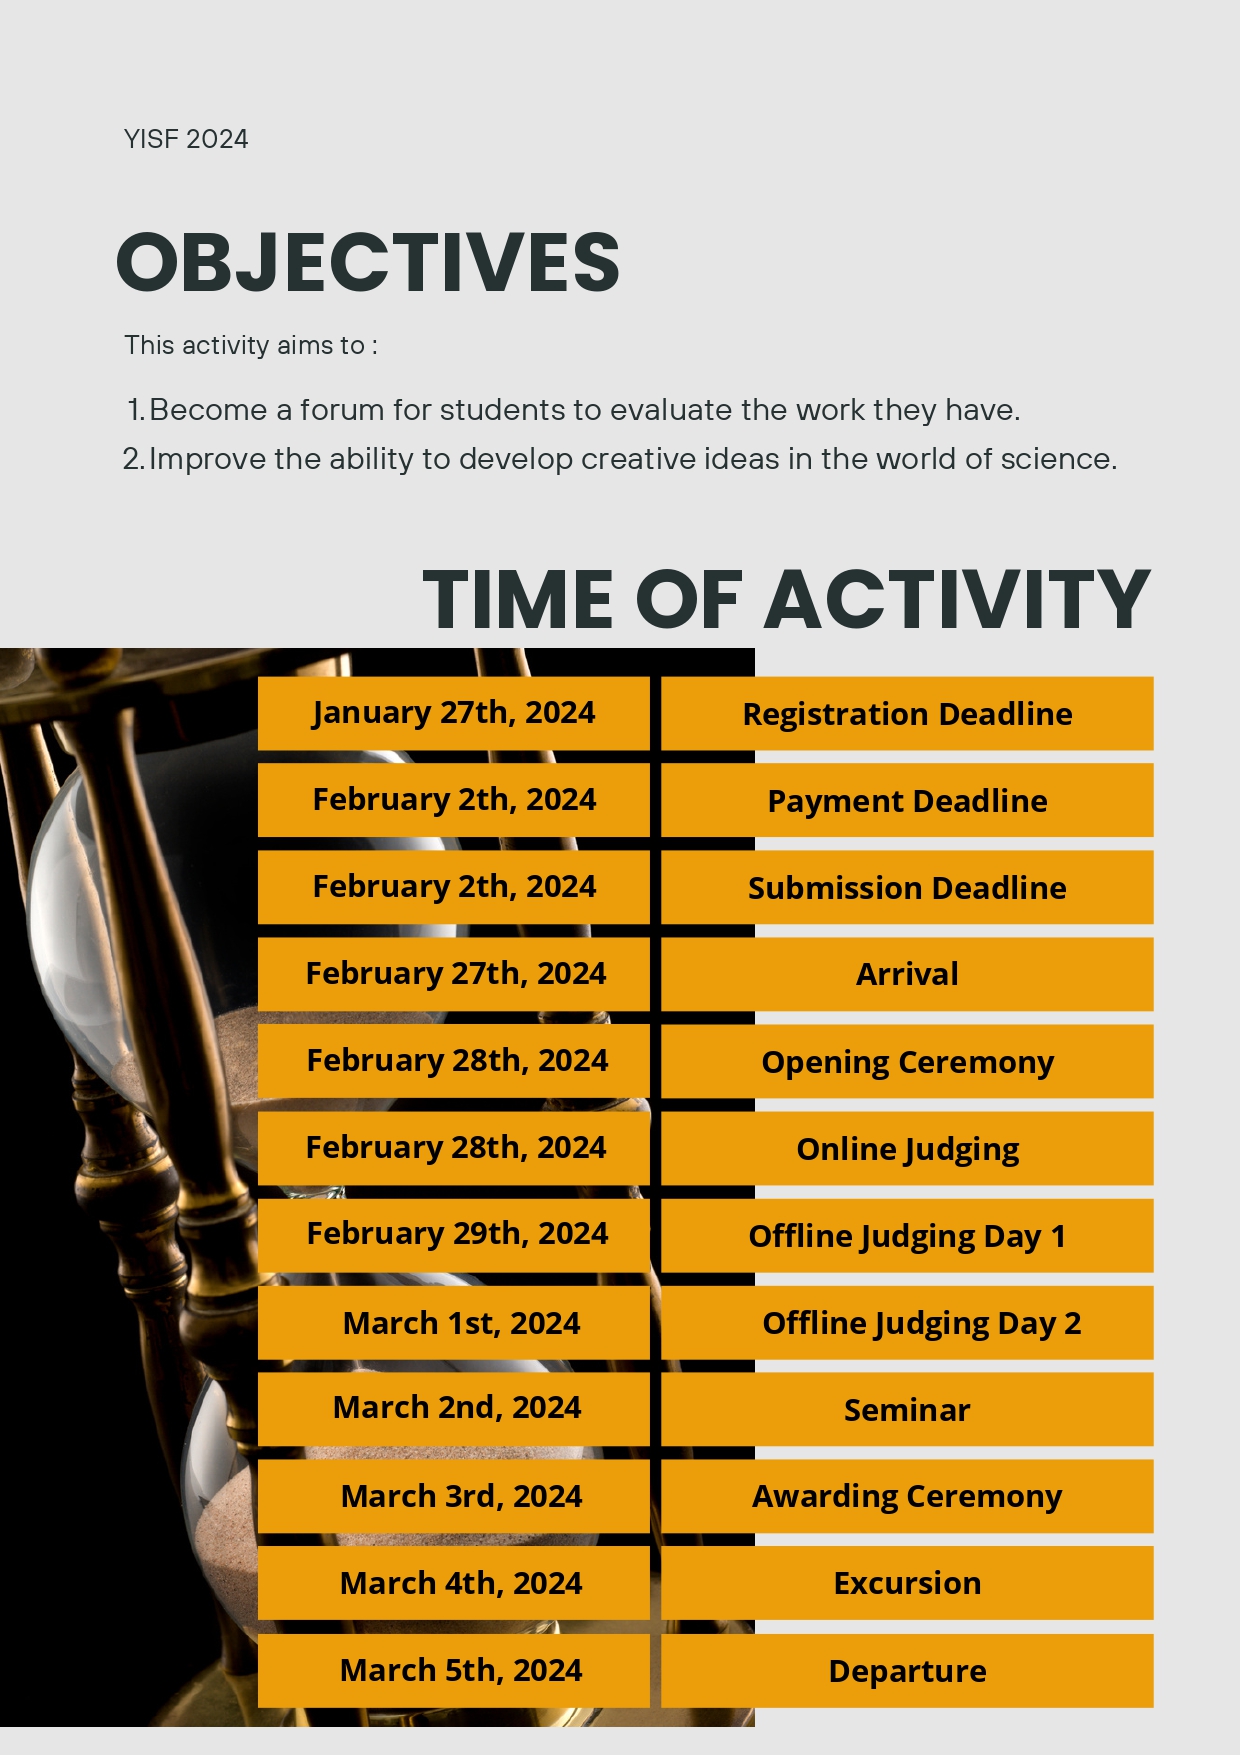 YISF 2024
OBJECTIVES
This activity aims to :
1. Become a forum for students to evaluate the work they have.
2. Improve the ability to develop creative ideas in the world of science.
TIME OF ACTIVITY
January 27th, 2024 Registration Deadline
February 2th, 2024 Payment Deadline
February 2th, 2024 Submission Deadline
February 27th, 2024 Arrival
February 28th, 2024 Opening Ceremony
February 28th, 2024 Online Judging
February 29th, 2024 Offline Judging Day 1
March 1st, 2024 Offline Judging Day 2
March 2nd, 2024 Seminar
March 3rd, 2024 Awarding Ceremony
March 4th, 2024 Excursion
March 5th, 2024 Departure